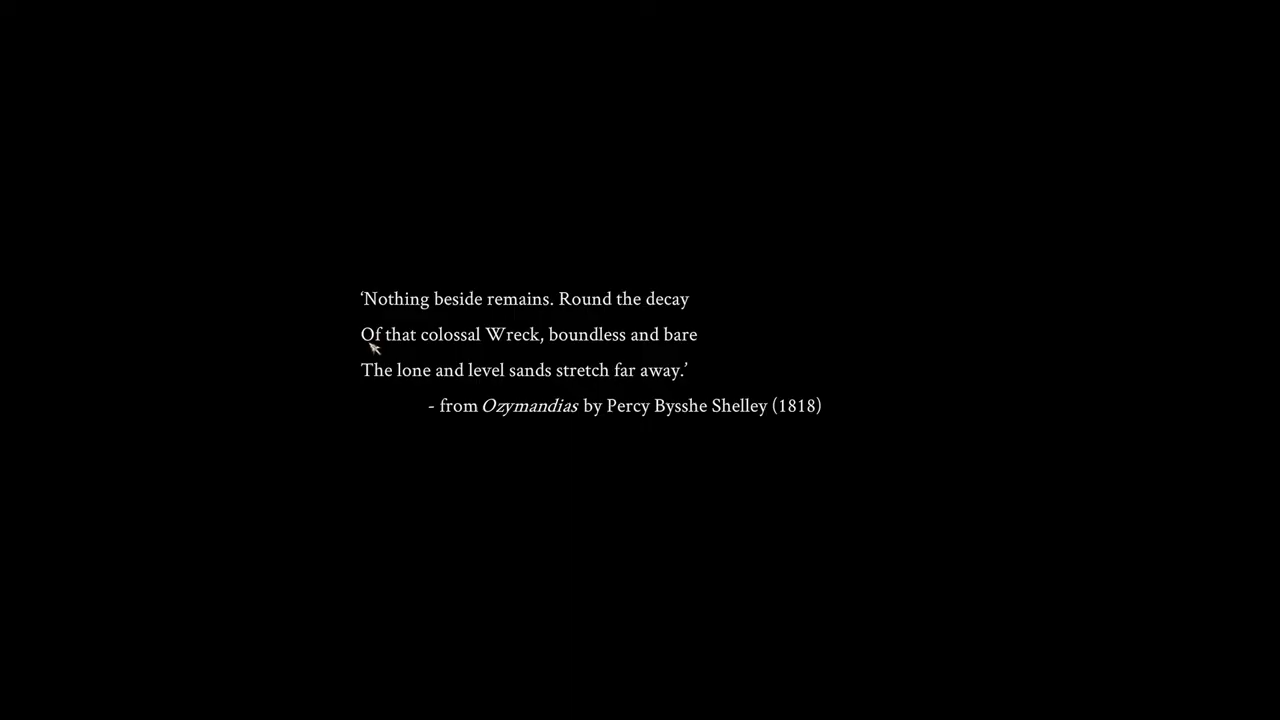 ‘Nothing beside remains. Round the decay
Of that colossal Wreck, boundless and bare
The lone and level sands stretch far away.’
- from Ozymandias by Percy Bysshe Shelley (1818)